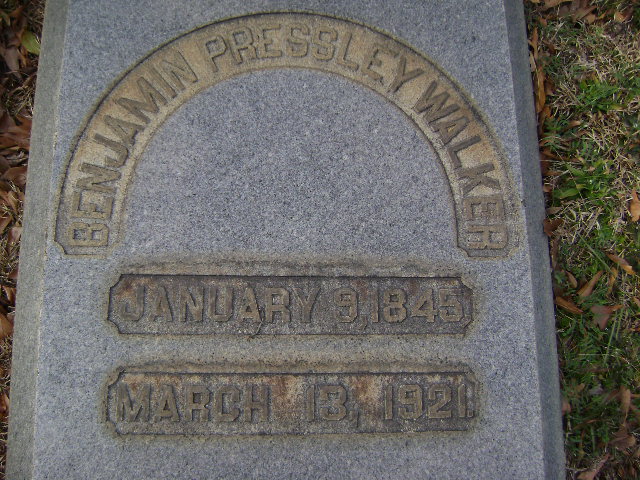 BENJAMIN PRESSLEY WALKER
JANUARY 9 1845.
MARCH 13, 1921.